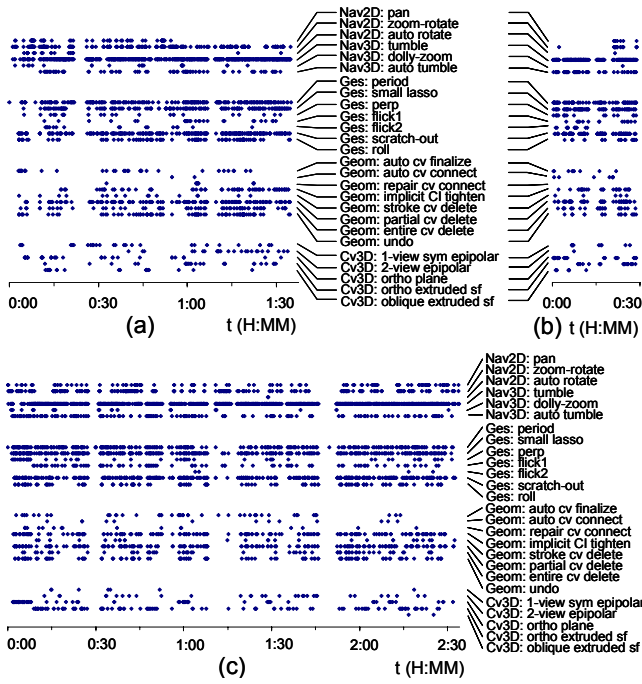 Nav2D: pan
Nav2D: zoom-rotate
Nav2D: auto rotate
Nav3D: tumble
Nav3D: dolly-zoom
Nav3D: auto tumble
Ges: period
Ges: small lasso
Ges: perp
Ges: flick1
Ges: flick2
Ges: scratch-out
Ges: roll
Geom: auto cv finalize
Geom: auto cv connect
Geom: repair cv connect
Geom: implicit CI tighten
Geom: stroke cv delete
Geom: partial cv delete
Geom: entire cv delete
Geom: undo
Cv3D: 1-view sym epipolar
Cv3D: 2-view epipolar
Cv3D: ortho plane
Cv3D: ortho extruded sf
Cv3D: oblique extruded sf
0:00 0:30 1:00 1:30
(a) t (H:MM)
0:00 0:30
(b) t (H:MM)
Nav2D: pan
Nav2D: zoom-rotate
Nav2D: auto rotate
Nav3D: tumble
Nav3D: dolly-zoom
Nav3D: auto tumble
Ges: period
Ges: small lasso
Ges: perp
Ges: flick1
Ges: flick2
Ges: scratch-out
Ges: roll
Geom: auto cv finalize
Geom: auto cv connect
Geom: repair cv connect
Geom: implicit CI tighten
Geom: stroke cv delete
Geom: partial cv delete
Geom: entire cv delete
Geom: undo
Cv3D: 1-view sym epipolar
Cv3D: 2-view epipolar
Cv3D: ortho plane
Cv3D: ortho extruded sf
Cv3D: oblique extruded sf
0:00 0:30 1:00 1:30 2:00 2:30
(c) t (H:MM)